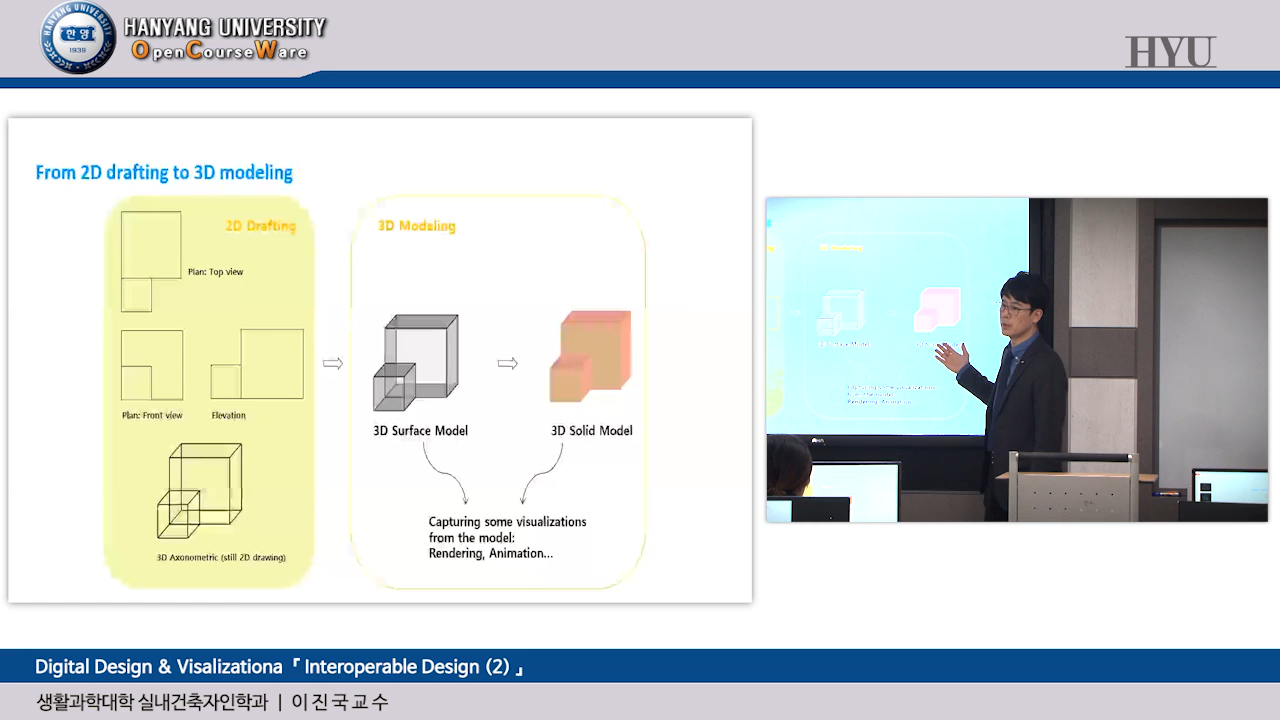 HANYANG UNIVERSITY
OpenCourseWare
한양
1939
HYU
From 2D drafting to 3D modeling
2D Drafting
3D Modeling
Plan: Top view
Plan: Front view
Elevation
3D Axonometric (still 2D drawing)
3D Surface Model
3D Solid Model
Capturing some visualizations
from the model:
Rendering, Animation...
Digital Design & Visalizationa「Interoperable Design (2)」
생활과학대학 실내건축자인학과 | 이 진 국 교 수